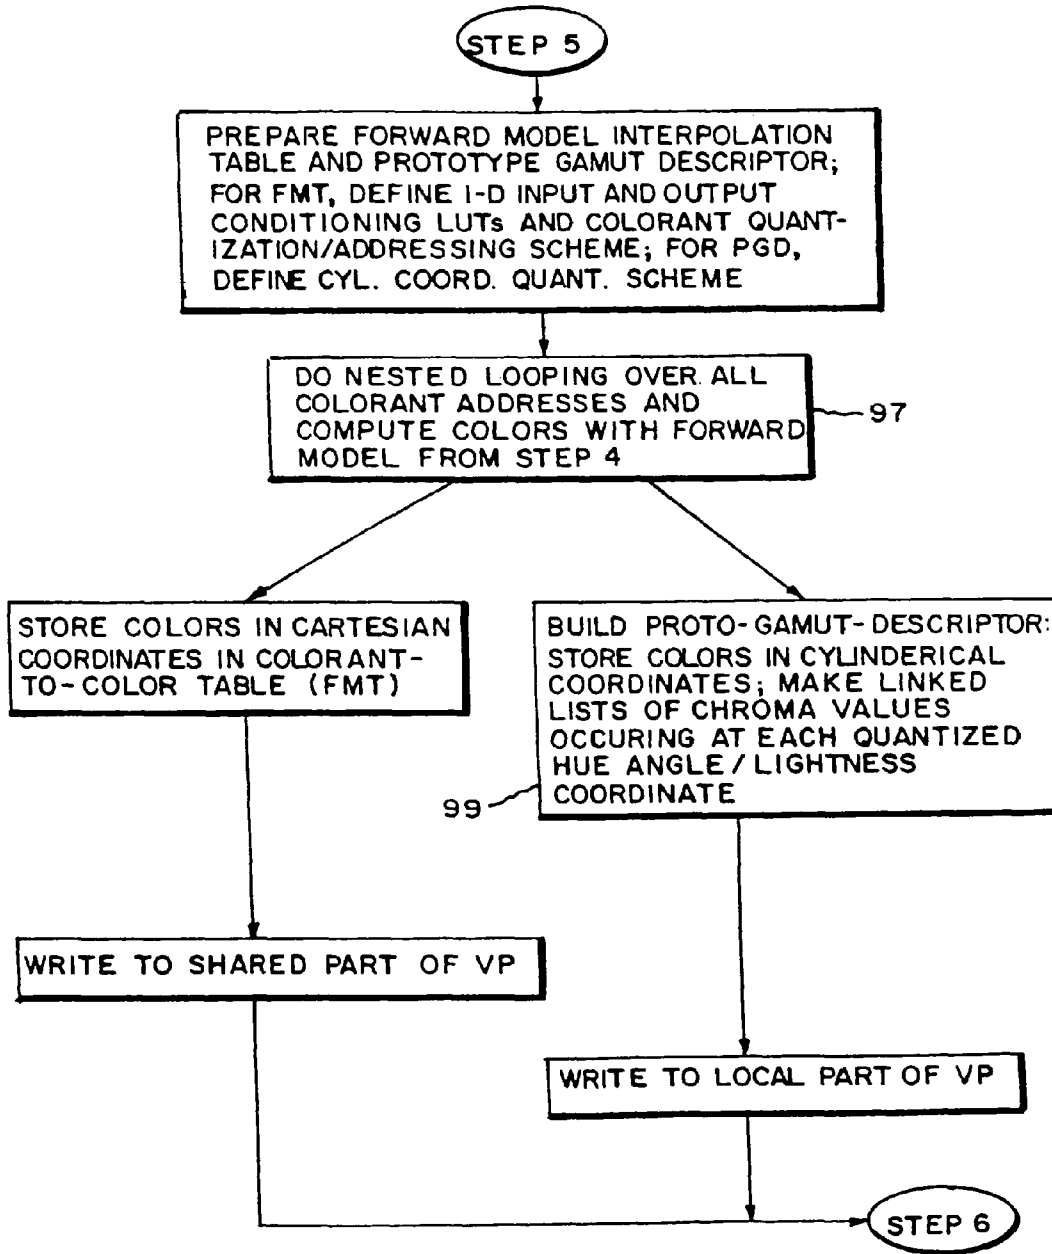 STEP 5
PREPARE FORWARD MODEL INTERPOLATION
TABLE AND PROTOTYPE GAMUT DESCRIPTOR;
FOR FMT, DEFINE 1-D INPUT AND OUTPUT
CONDITIONING LUTs AND COLORANT QUANT-
IZATION/ADDRESSING SCHEME; FOR PGD,
DEFINE CYL. COORD. QUANT. SCHEME
DO NESTED LOOPING OVER ALL
COLORANT ADDRESSES AND
COMPUTE COLORS WITH FORWARD
MODEL FROM STEP 4
97
STORE COLORS IN CARTESIAN
COORDINATES IN COLORANT-
TO-COLOR TABLE (FMT)
BUILD PROTO-GAMUT-DESCRIPTOR:
STORE COLORS IN CYLINDERICAL
COORDINATES; MAKE LINKED
LISTS OF CHROMA VALUES
OCCURING AT EACH QUANTIZED
HUE ANGLE/LIGHTNESS
COORDINATE
99
WRITE TO SHARED PART OF VP
WRITE TO LOCAL PART OF VP
STEP 6